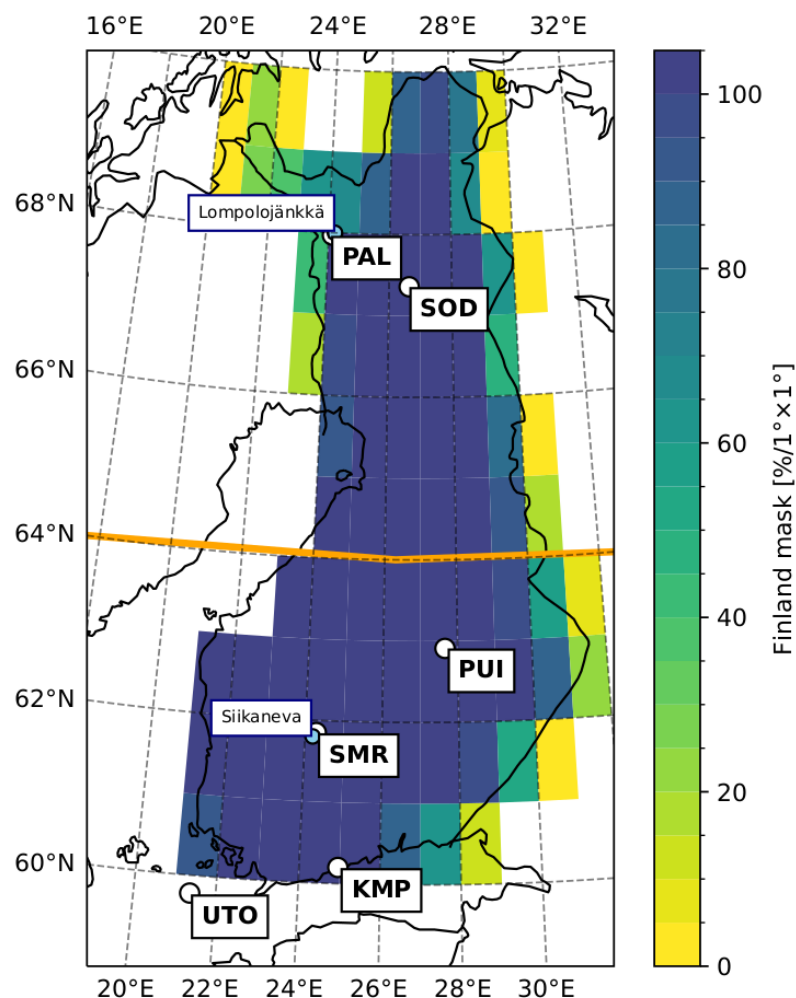 16°E 20°E 24°E 28°E 32°E
68°N
66°N
64°N
62°N
60°N
Lompolojänkkä
PAL
SOD
PUI
Siikaneva
SMR
KMP
UTO
20°E 22°E 24°E 26°E 28°E 30°E
100
80
60
40
20
0
Finland mask [%/1°×1°]